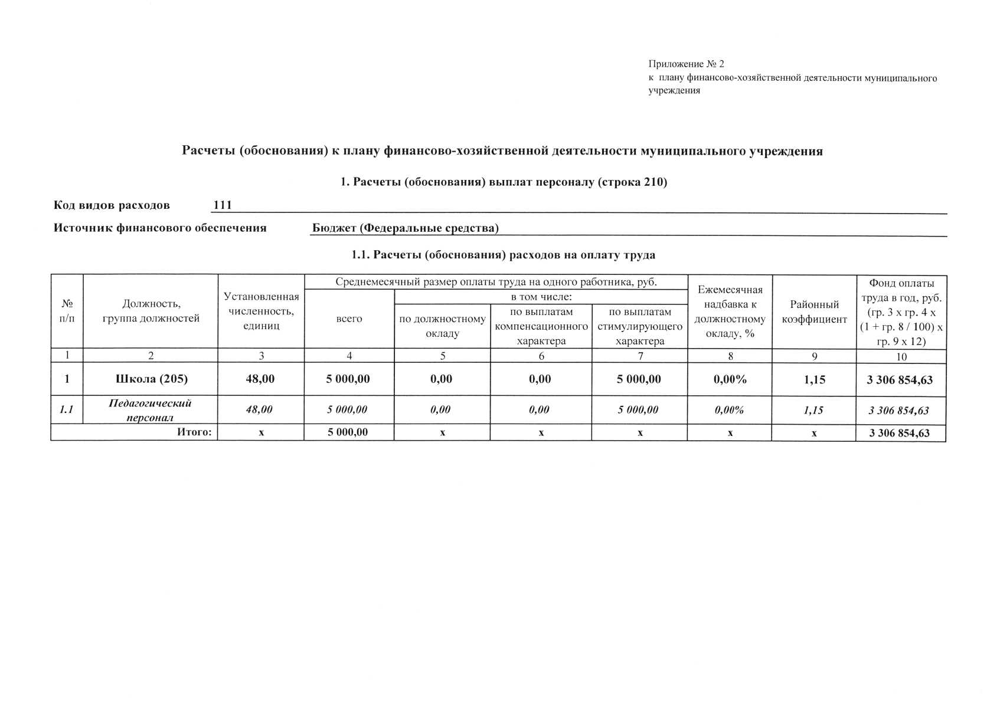 Приложение № 2
к плану финансово-хозяйственной деятельности муниципального
учреждения
Расчеты (обоснования) к плану финансово-хозяйственной деятельности муниципального учреждения
1. Расчеты (обоснования) выплат персоналу (строка 210)
Код видов расходов 111
Источник финансового обеспечения Бюджет (Федеральные средства)
1.1. Расчеты (обоснования) расходов на оплату труда
№
п/п
Должность,
группа должностей
Установленная
численность,
единиц
Среднемесячный размер оплаты труда на одного работника, руб.
всего
в том числе:
по должностному
окладу
по выплатам
компенсационного
характера
по выплатам
стимулирующего
характера
Ежемесячная
надбавка к
должностному
окладу, %
Районный
коэффициент
Фонд оплаты
труда в год, руб.
(гр. 3 х гр. 4 х
(1 + гр. 8 / 100) х
гр. 9 х 12)
1 2 3 4 5 6 7 8 9 10
1 Школа (205) 48,00 5 000,00 0,00 0,00 5 000,00 0,00% 1,15 3 306 854,63
1.1 Педагогический
персонал 48,00 5 000,00 0,00 0,00 5 000,00 0,00% 1,15 3 306 854,63
Итого: х 5 000,00 х х х х х 3 306 854,63